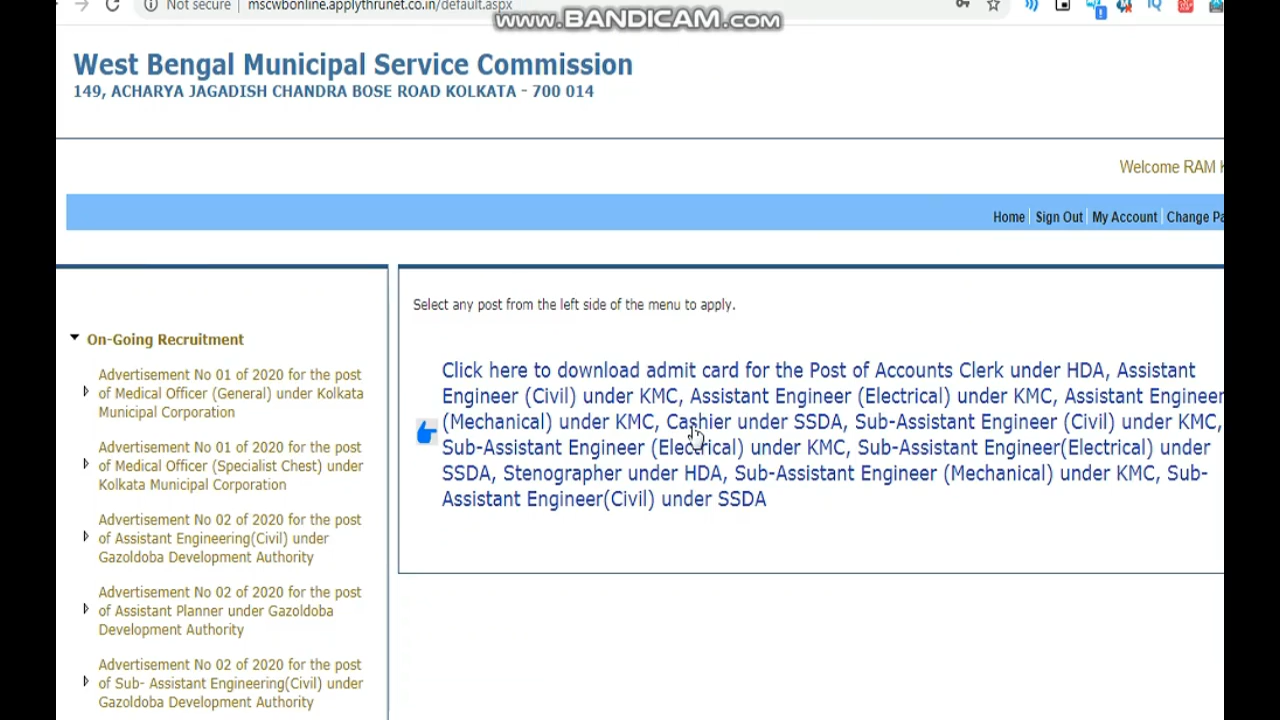 Not secure mscwbonline.applythrunet.co.in/default.aspx
www.BANDICAM.com
West Bengal Municipal Service Commission
149, ACHARYA JAGADISH CHANDRA BOSE ROAD KOLKATA - 700 014
Welcome RAM
Home Sign Out My Account Change
Select any post from the left side of the menu to apply.
On-Going Recruitment
Advertisement No 01 of 2020 for the post
of Medical Officer (General) under Kolkata
Municipal Corporation
Advertisement No 01 of 2020 for the post
of Medical Officer (Specialist Chest) under
Kolkata Municipal Corporation
Advertisement No 02 of 2020 for the post
of Assistant Engineering(Civil) under
Gazoldoba Development Authority
Advertisement No 02 of 2020 for the post
of Assistant Planner under Gazoldoba
Development Authority
Advertisement No 02 of 2020 for the post
of Sub- Assistant Engineering(Civil) under
Gazoldoba Development Authority
Click here to download admit card for the Post of Accounts Clerk under HDA, Assistant
Engineer (Civil) under KMC, Assistant Engineer (Electrical) under KMC, Assistant Engineer
(Mechanical) under KMC, Cashier under SSDA, Sub-Assistant Engineer (Civil) under KMC,
Sub-Assistant Engineer (Electrical) under KMC, Sub-Assistant Engineer(Electrical) under
SSDA, Stenographer under HDA, Sub-Assistant Engineer (Mechanical) under KMC, Sub-
Assistant Engineer(Civil) under SSDA